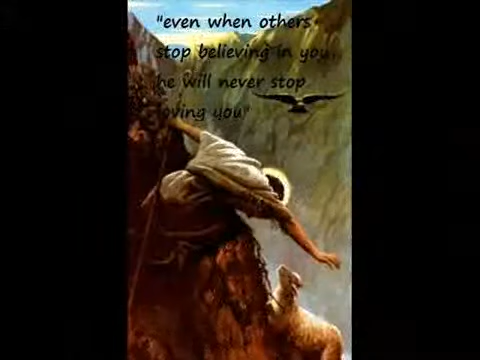 "even when others
stop believing in you,
he will never stop
loving you"